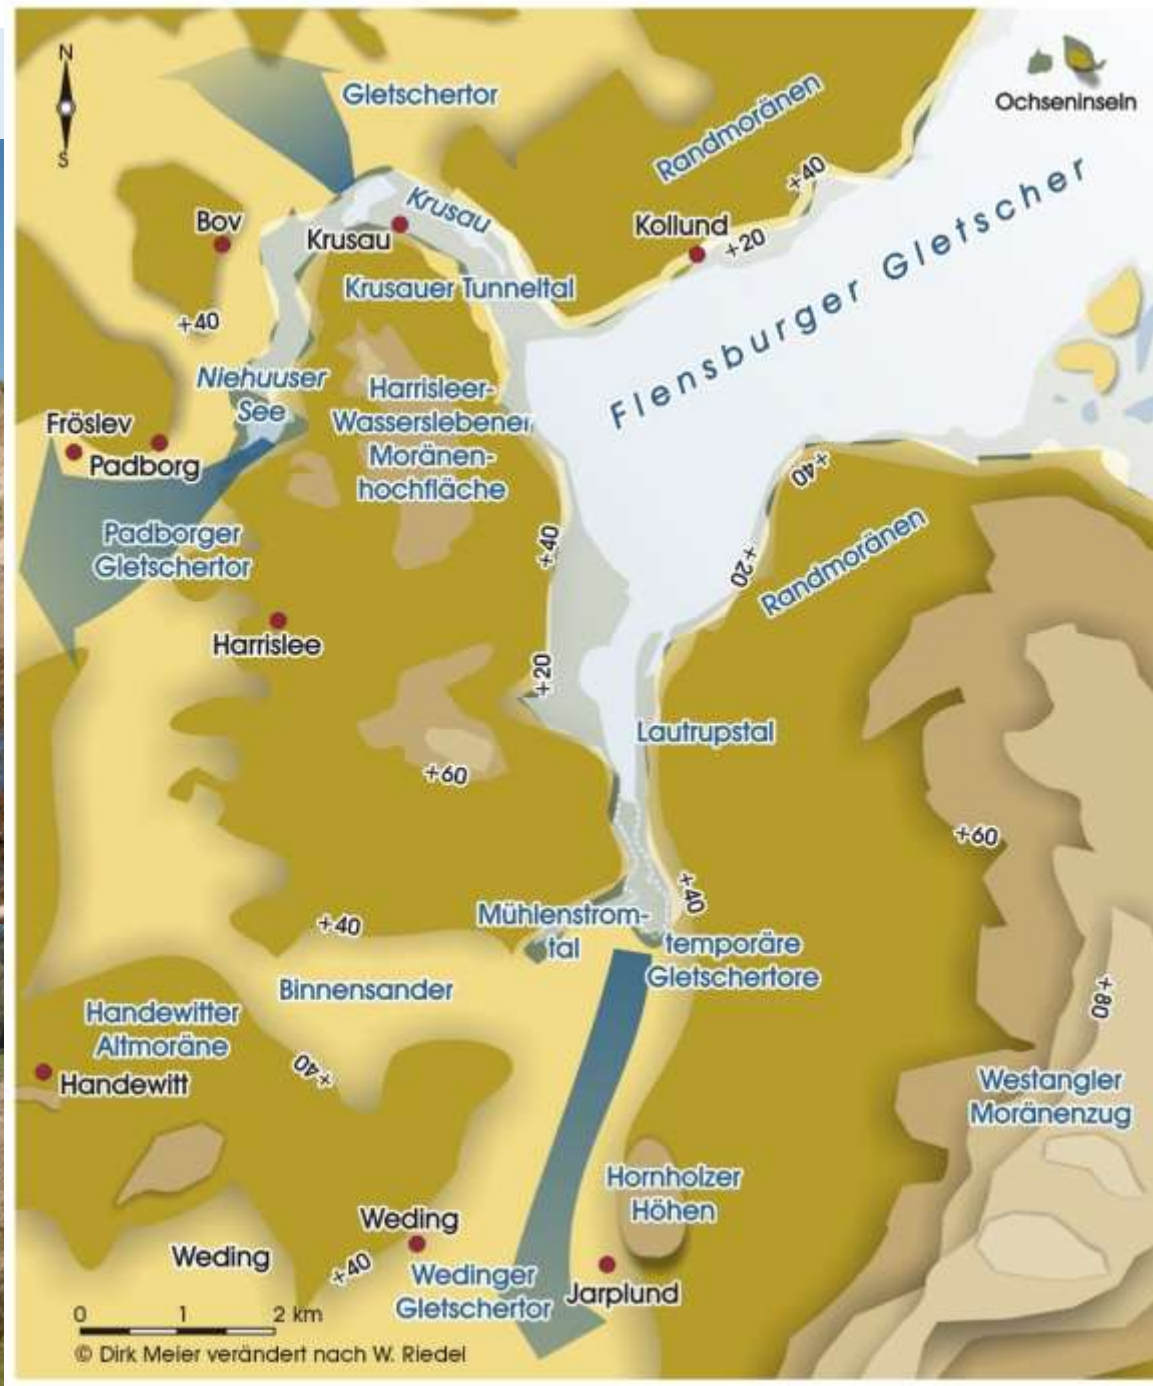 N
S
Gletschertor
Ochseninseln
Randmoränen
+40
Bov
Krusau
Krusau
Kollund
+20
Krusauer Tunneltal
Flensburger Gletscher
+40
Niehuuser
See
Harrisleer-
Wasserslebener
Moränen-
hochfläche
Fröslev
Padborg
+40
Padborger
Gletschertor
+40
+20
Randmoränen
Harrislee
+20
Lautrupstal
+60
+60
+40
+40
Mühlenstrom-
tal
temporäre
Gletschertore
Binnensander
+80
Handewitter
Altmoräne
+40
Handewitt
Westangler
Moränenzug
Hornholzer
Höhen
Weding
Weding
+40
Wedinger
Gletschertor
Jarplund
0 1 2 km
© Dirk Meier verändert nach W. Riedel